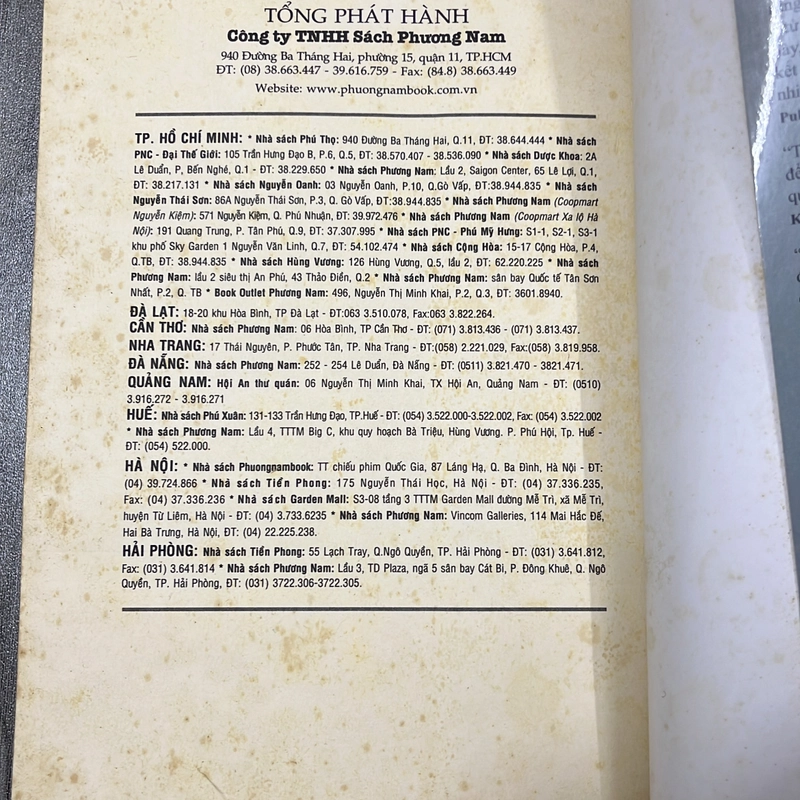 TỔNG PHÁT HÀNH
Công ty TNHH Sách Phương Nam
940 Đường Ba Tháng Hai, phường 15, quận 11, TP.HCM
ĐT: (08) 38.663.447 - 39.616.759 - Fax: (84.8) 38.663.449
Website: www.phuongnambook.com.vn
TP. HỒ CHÍ MINH: * Nhà sách Phú Thọ: 940 Đường Ba Tháng Hai, Q.11, ĐT: 38.644.444 * Nhà sách
PNC - Đại Thế Giới: 105 Trần Hưng Đạo B, P.6, Q.5, ĐT: 38.570.407 - 38.536.090 * Nhà sách Dược Khoa: 2A
Lê Duẩn, P, Bến Nghé, Q.1 - ĐT: 38.229.650 * Nhà sách Phương Nam: Lầu 2, Saigon Center, 65 Lê Lợi, Q.1,
ĐT: 38.217.131 * Nhà sách Nguyễn Oanh: 03 Nguyễn Oanh, P.10, Q.Gò Vấp, ĐT:38.944.835 * Nhà sách
Nguyễn Thái Sơn: 86A Nguyễn Thái Sơn, P.3, Q. Gò Vấp, ĐT:38.944.835 * Nhà sách Phương Nam (Coopmart
Nguyễn Kiệm): 571 Nguyễn Kiệm, Q. Phú Nhuận, ĐT: 39.972.476 * Nhà sách Phương Nam (Coopmart Xa lộ Hà
Nội): 191 Quang Trung, P. Tân Phú, Q.9, ĐT: 37.307.995 * Nhà sách PNC - Phú Mỹ Hưng: S1-1, S2-1, S3-1
khu phố Sky Garden 1 Nguyễn Văn Linh, Q.7, ĐT: 54.102.474 * Nhà sách Cộng Hòa: 15-17 Cộng Hòa, P.4,
Q.TB, ĐT: 38.944.835 * Nhà sách Hùng Vương: 126 Hùng Vương, Q.5, lầu 2, ĐT: 62.220.225 * Nhà sách
Phương Nam: lầu 2 siêu thị An Phú, 43 Thảo Điền, Q.2 * Nhà sách Phương Nam: sân bay Quốc tế Tân Sơn
Nhất, P.2, Q. TB * Book Outlet Phương Nam: 496, Nguyễn Thị Minh Khai, P.2, Q.3, ĐT: 3601.8940.
ĐÀ LẠT: 18-20 khu Hòa Bình, TP Đà Lạt - ĐT:063 3.510.078, Fax:063 3.822.264.
CẦN THƠ: Nhà sách Phương Nam: 06 Hòa Bình, TP Cần Thơ - ĐT: (071) 3.813.436 - (071) 3.813.437.
NHA TRANG: 17 Thái Nguyên, P. Phước Tân, TP. Nha Trang - ĐT:(058) 2.221.029, Fax:(058) 3.819.958.
ĐÀ NẴNG: Nhà sách Phương Nam: 252 - 254 Lê Duẩn, Đà Nẵng - ĐT: (0511) 3.821.470 - 3821.471.
QUẢNG NAM: Hội An thư quán: 06 Nguyễn Thị Minh Khai, TX Hội An, Quảng Nam - ĐT: (0510)
3.916.272 - 3.916.271
HUẾ: Nhà sách Phú Xuân: 131-133 Trần Hưng Đạo, TP.Huế - ĐT: (054) 3.522.000-3.522.002, Fax: (054) 3.522.002
* Nhà sách Phương Nam: Lầu 4, TTTM Big C, khu quy hoạch Bà Triệu, Hùng Vương. P. Phú Hội, Tp. Huế -
ĐT: (054) 522.000.
HÀ NỘI: * Nhà sách Phuongnambook: TT chiếu phim Quốc Gia, 87 Láng Hạ, Q. Ba Đình, Hà Nội - ĐT:
(04) 39.724.866 * Nhà sách Tiền Phong: 175 Nguyễn Thái Học, Hà Nội - ĐT: (04) 37.336.235,
Fax: (04) 37.336.236 * Nhà sách Garden Mall: S3-08 tầng 3 TTTM Garden Mall đường Mễ Trì, xã Mễ Trì,
huyện Từ Liêm, Hà Nội - ĐT: (04) 3.733.6235 * Nhà sách Phương Nam: Vincom Galleries, 114 Mai Hắc Đế,
Hai Bà Trưng, Hà Nội, ĐT: (04) 22.225.238.
HẢI PHÒNG: Nhà sách Tiền Phong: 55 Lạch Tray, Q.Ngô Quyền, TP. Hải Phòng - ĐT: (031) 3.641.812,
Fax: (031) 3.641.814 * Nhà sách Phương Nam: Lầu 3, TD Plaza, ngã 5 sân bay Cát Bi, P. Đông Khuê, Q. Ngô
Quyền, TP. Hải Phòng, ĐT: (031) 3722.306-3722.305.